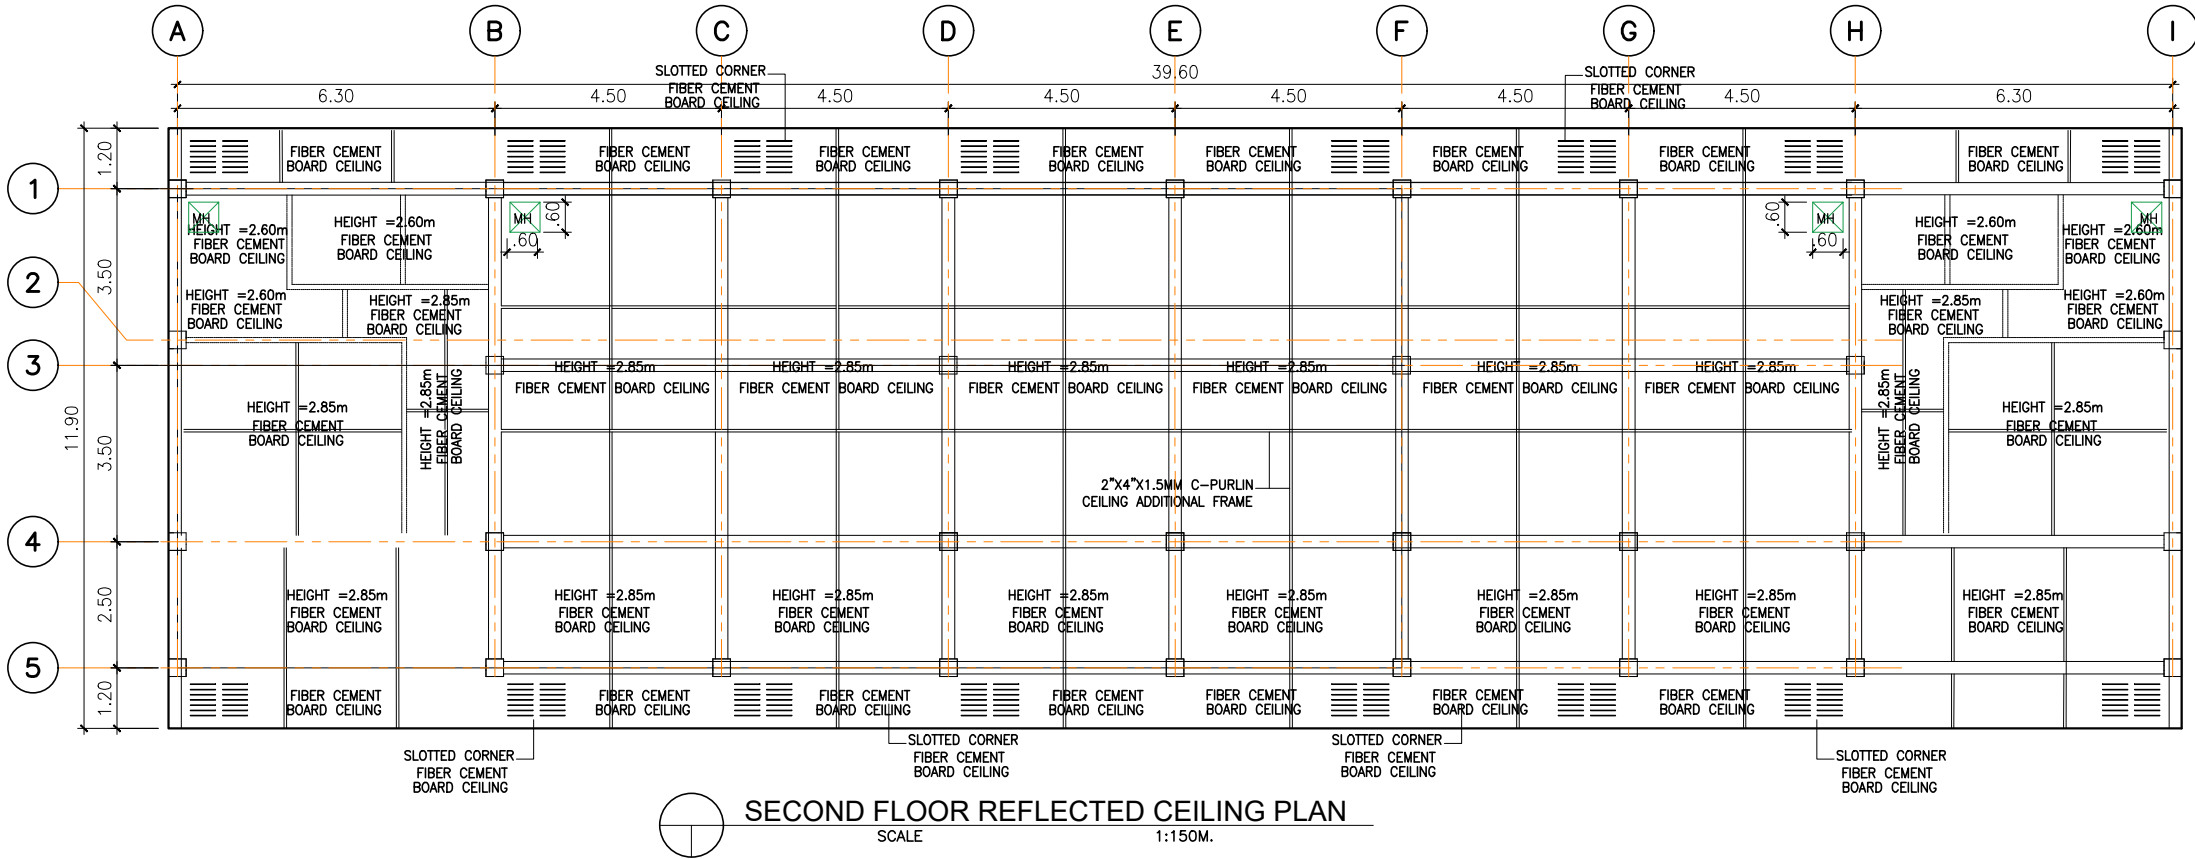 A B C D E F G H I
39.60
6.30 4.50 4.50 4.50 4.50 4.50 4.50 6.30
SLOTTED CORNER
FIBER CEMENT
BOARD CEILING
SLOTTED CORNER
FIBER CEMENT
BOARD CEILING
1.20
FIBER CEMENT
BOARD CEILING
FIBER CEMENT
BOARD CEILING
FIBER CEMENT
BOARD CEILING
FIBER CEMENT
BOARD CEILING
FIBER CEMENT
BOARD CEILING
FIBER CEMENT
BOARD CEILING
FIBER CEMENT
BOARD CEILING
FIBER CEMENT
BOARD CEILING
1
MH
HEIGHT =2.60m
FIBER CEMENT
BOARD CEILING
HEIGHT =2.60m
FIBER CEMENT
BOARD CEILING
MH
.60
.60
.60
MH
.60
HEIGHT =2.60m
FIBER CEMENT
BOARD CEILING
MH
HEIGHT =2.60m
FIBER CEMENT
BOARD CEILING
2
3.50
HEIGHT =2.60m
FIBER CEMENT
BOARD CEILING
HEIGHT =2.85m
FIBER CEMENT
BOARD CEILING
HEIGHT =2.85m
FIBER CEMENT
BOARD CEILING
HEIGHT =2.60m
FIBER CEMENT
BOARD CEILING
3
HEIGHT =2.85m
FIBER CEMENT BOARD CEILING
HEIGHT =2.85m
FIBER CEMENT BOARD CEILING
HEIGHT =2.85m
FIBER CEMENT BOARD CEILING
HEIGHT =2.85m
FIBER CEMENT BOARD CEILING
HEIGHT =2.85m
FIBER CEMENT BOARD CEILING
HEIGHT =2.85m
FIBER CEMENT BOARD CEILING
11.90
3.50
HEIGHT =2.85m
FIBER CEMENT
BOARD CEILING
HEIGHT =2.85m
FIBER CEMENT
BOARD CEILING
HEIGHT =2.85m
FIBER CEMENT
BOARD CEILING
HEIGHT =2.85m
FIBER CEMENT
BOARD CEILING
2"X4"X1.5MM C-PURLIN
CEILING ADDITIONAL FRAME
4
2.50
HEIGHT =2.85m
FIBER CEMENT
BOARD CEILING
HEIGHT =2.85m
FIBER CEMENT
BOARD CEILING
HEIGHT =2.85m
FIBER CEMENT
BOARD CEILING
HEIGHT =2.85m
FIBER CEMENT
BOARD CEILING
HEIGHT =2.85m
FIBER CEMENT
BOARD CEILING
HEIGHT =2.85m
FIBER CEMENT
BOARD CEILING
HEIGHT =2.85m
FIBER CEMENT
BOARD CEILING
HEIGHT =2.85m
FIBER CEMENT
BOARD CEILING
5
1.20
FIBER CEMENT
BOARD CEILING
FIBER CEMENT
BOARD CEILING
FIBER CEMENT
BOARD CEILING
FIBER CEMENT
BOARD CEILING
FIBER CEMENT
BOARD CEILING
FIBER CEMENT
BOARD CEILING
FIBER CEMENT
BOARD CEILING
SLOTTED CORNER
FIBER CEMENT
BOARD CEILING
SLOTTED CORNER
FIBER CEMENT
BOARD CEILING
SLOTTED CORNER
FIBER CEMENT
BOARD CEILING
SLOTTED CORNER
FIBER CEMENT
BOARD CEILING
SECOND FLOOR REFLECTED CEILING PLAN
SCALE 1:150M.